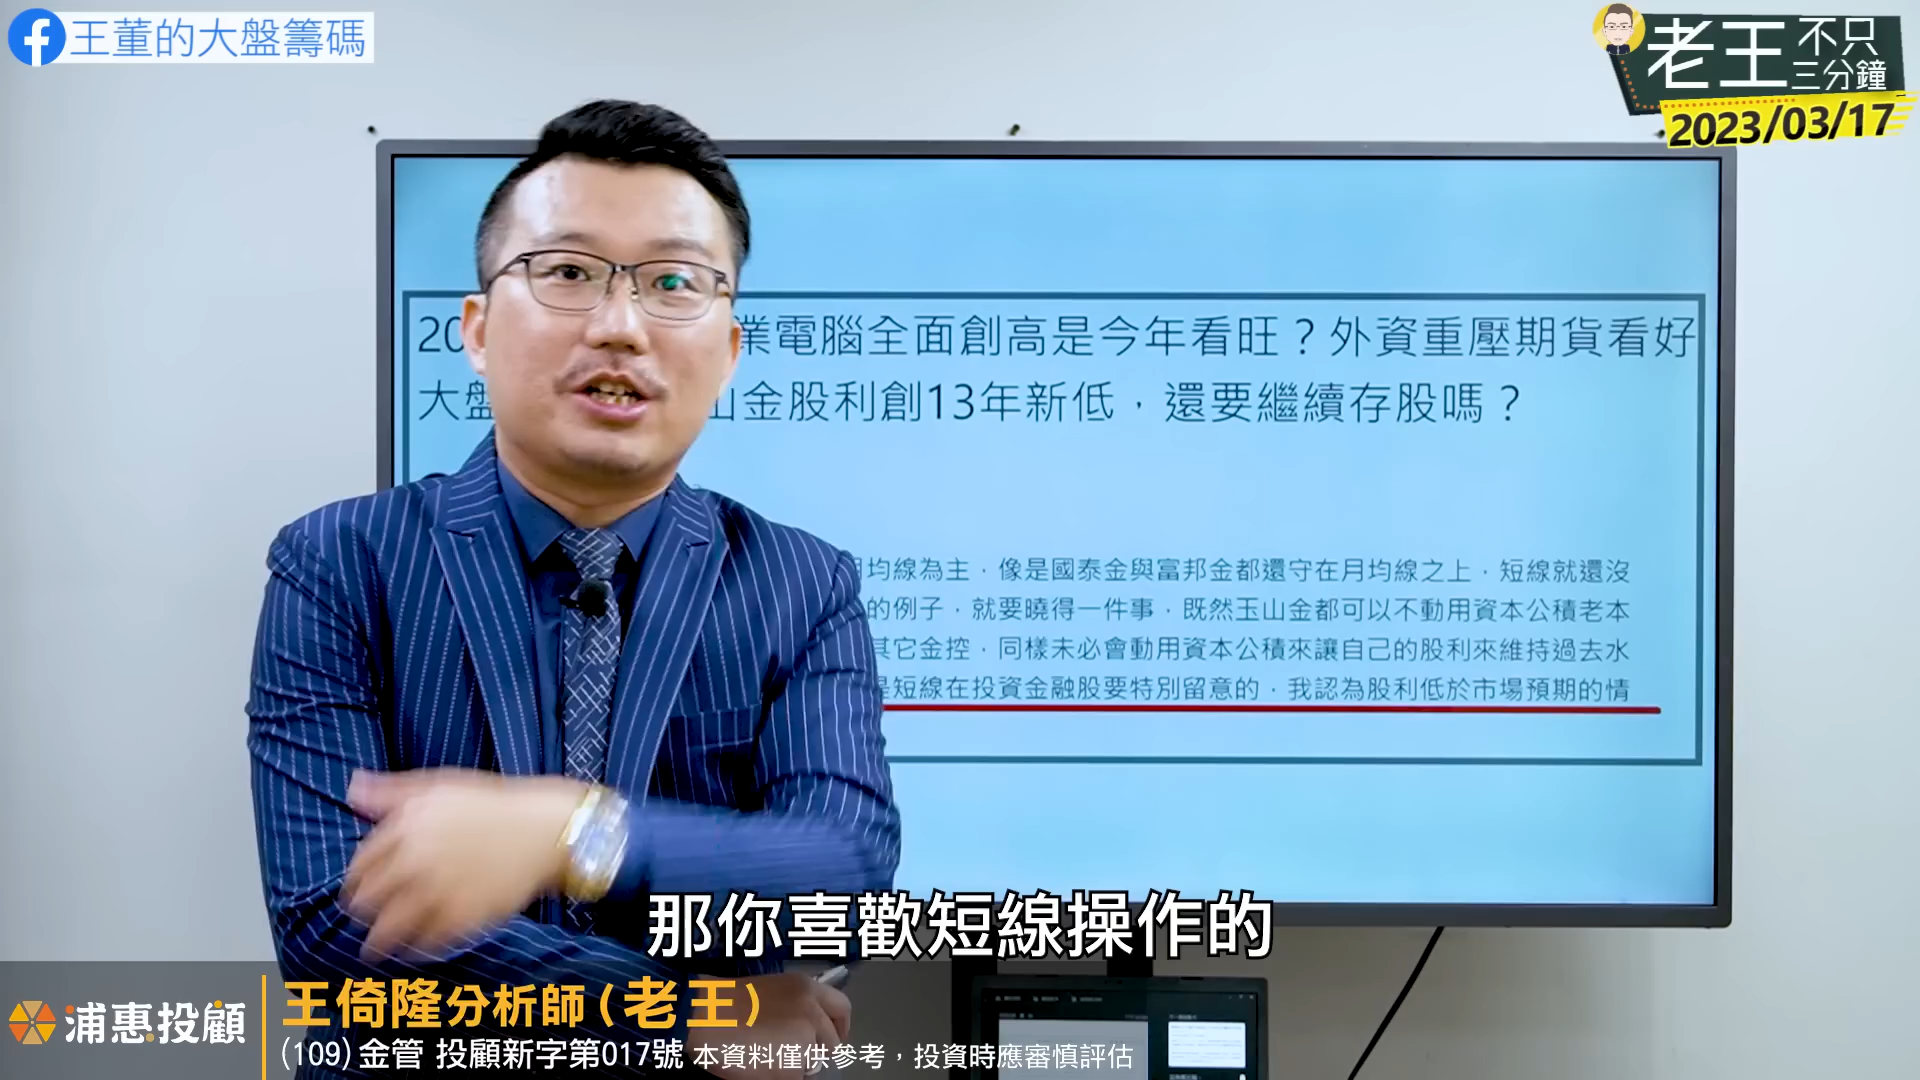 王董的大盤籌碼
老王不只三分鐘
2023/03/17
20 業電腦全面創高是今年看旺？外資重壓期貨看好
大盤 山金股利創13年新低，還要繼續存股嗎？
月均線為主，像是國泰金與富邦金都還守在月均線之上，短線就還沒
的例子，就要曉得一件事，既然玉山金都可以不動用資本公積老本
其它金控，同樣未必會動用資本公積來讓自己的股利來維持過去水
是短線在投資金融股要特別留意的，我認為股利低於市場預期的情
那你喜歡短線操作的
浦惠投顧
王倚隆分析師(老王)
(109)金管 投顧新字第017號 本資料僅供參考，投資時應審慎評估